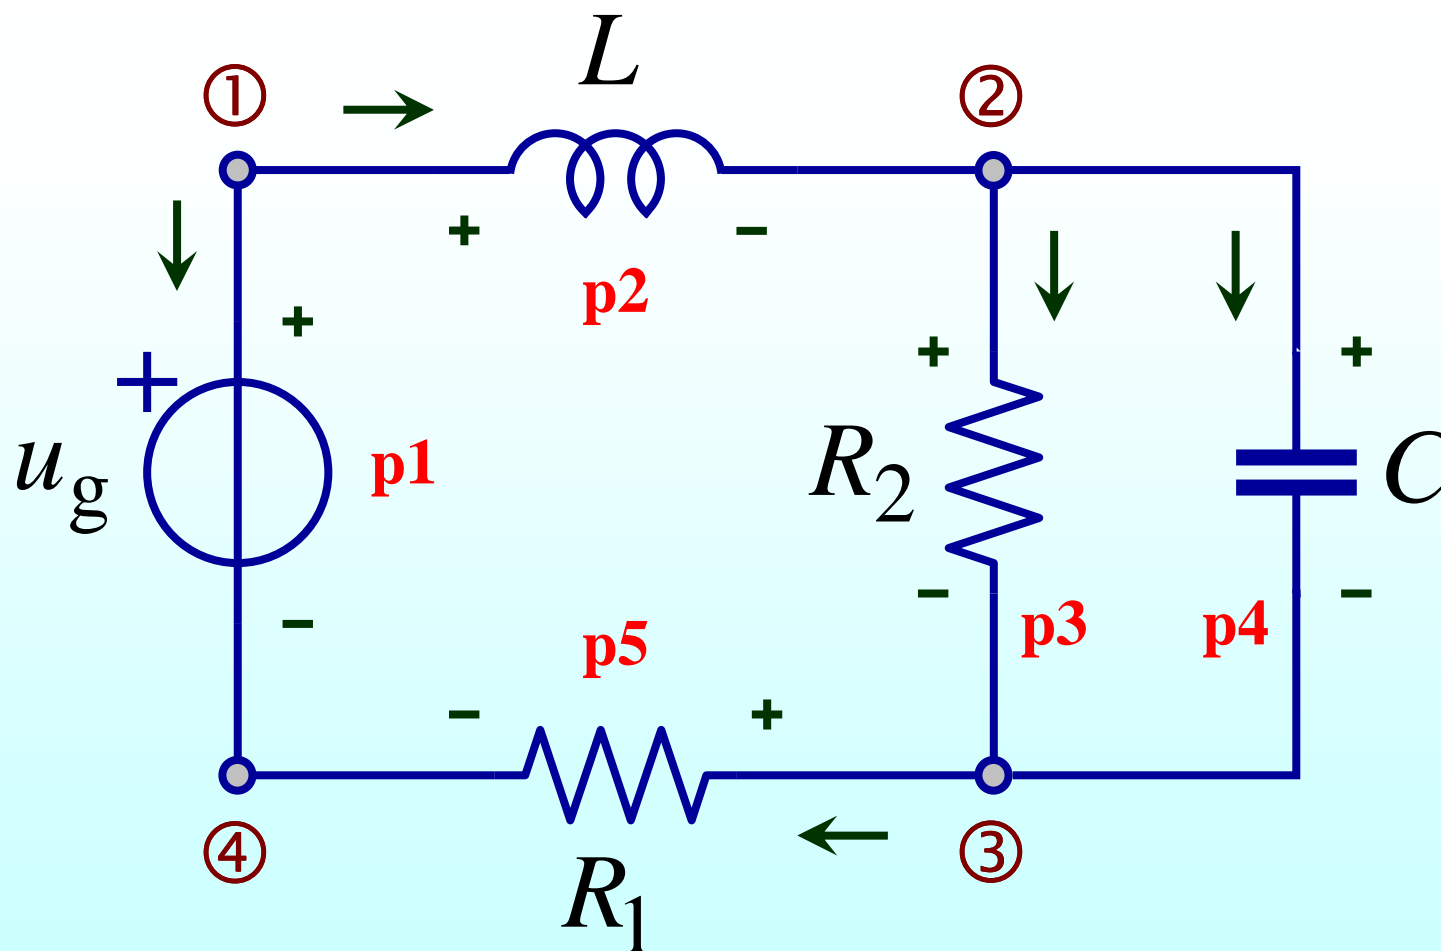 L
① ②
+ −
p2
+
+ + +
u_g p1 R_2 C
− − −
p5 p3 p4
− +
④ ③
R_1